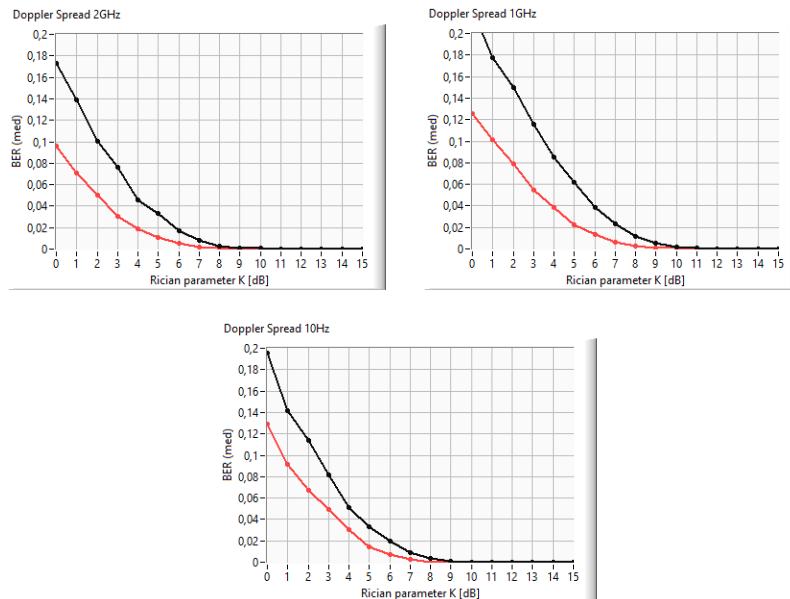 Doppler Spread 2GHz
0,2
0,18
0,16
0,14
0,12
0,1
0,08
0,06
0,04
0,02
0
BER (med)
0 1 2 3 4 5 6 7 8 9 10 11 12 13 14 15
Rician parameter K [dB]
Doppler Spread 1GHz
0,2
0,18
0,16
0,14
0,12
0,1
0,08
0,06
0,04
0,02
0
BER (med)
0 1 2 3 4 5 6 7 8 9 10 11 12 13 14 15
Rician parameter K [dB]
Doppler Spread 10Hz
0,2
0,18
0,16
0,14
0,12
0,1
0,08
0,06
0,04
0,02
0
BER (med)
0 1 2 3 4 5 6 7 8 9 10 11 12 13 14 15
Rician parameter K [dB]